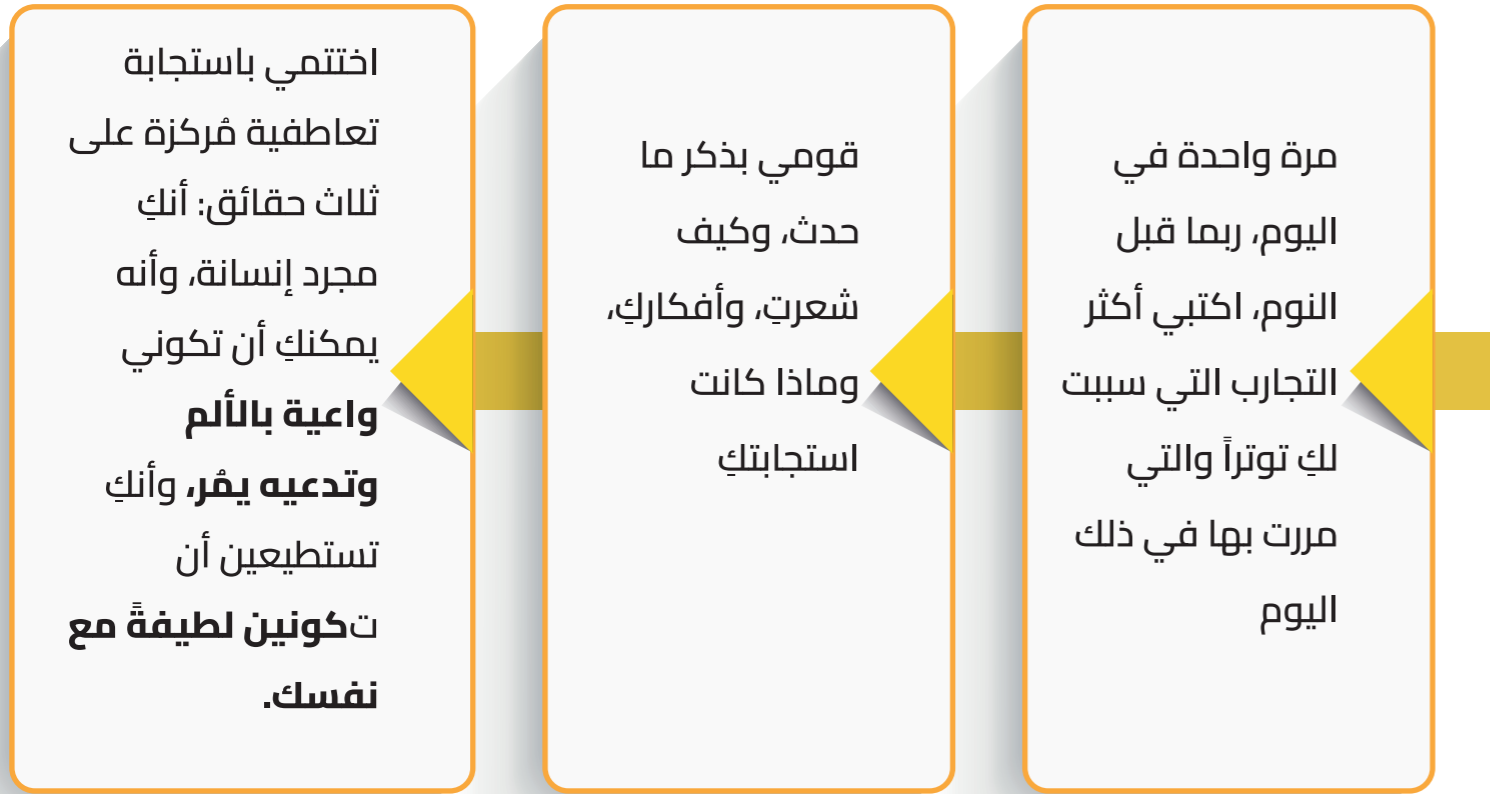 مرة واحدة في
اليوم، ربما قبل
النوم، اكتبي أكثر
التجارب التي سببت
لكِ توتراً والتي
مررت بها في ذلك
اليوم
قومي بذكر ما
حدث، وكيف
شعرتِ، وأفكاركِ،
وماذا كانت
استجابتكِ
اختتمي باستجابة
تعاطفية مُركزة على
ثلاث حقائق: أنكِ
مجرد إنسانة، وأنه
يمكنكِ أن تكوني
واعية بالألم
وتدعيه يمُر، وأنكِ
تستطيعين أن
تكونين لطيفةً مع
نفسك.